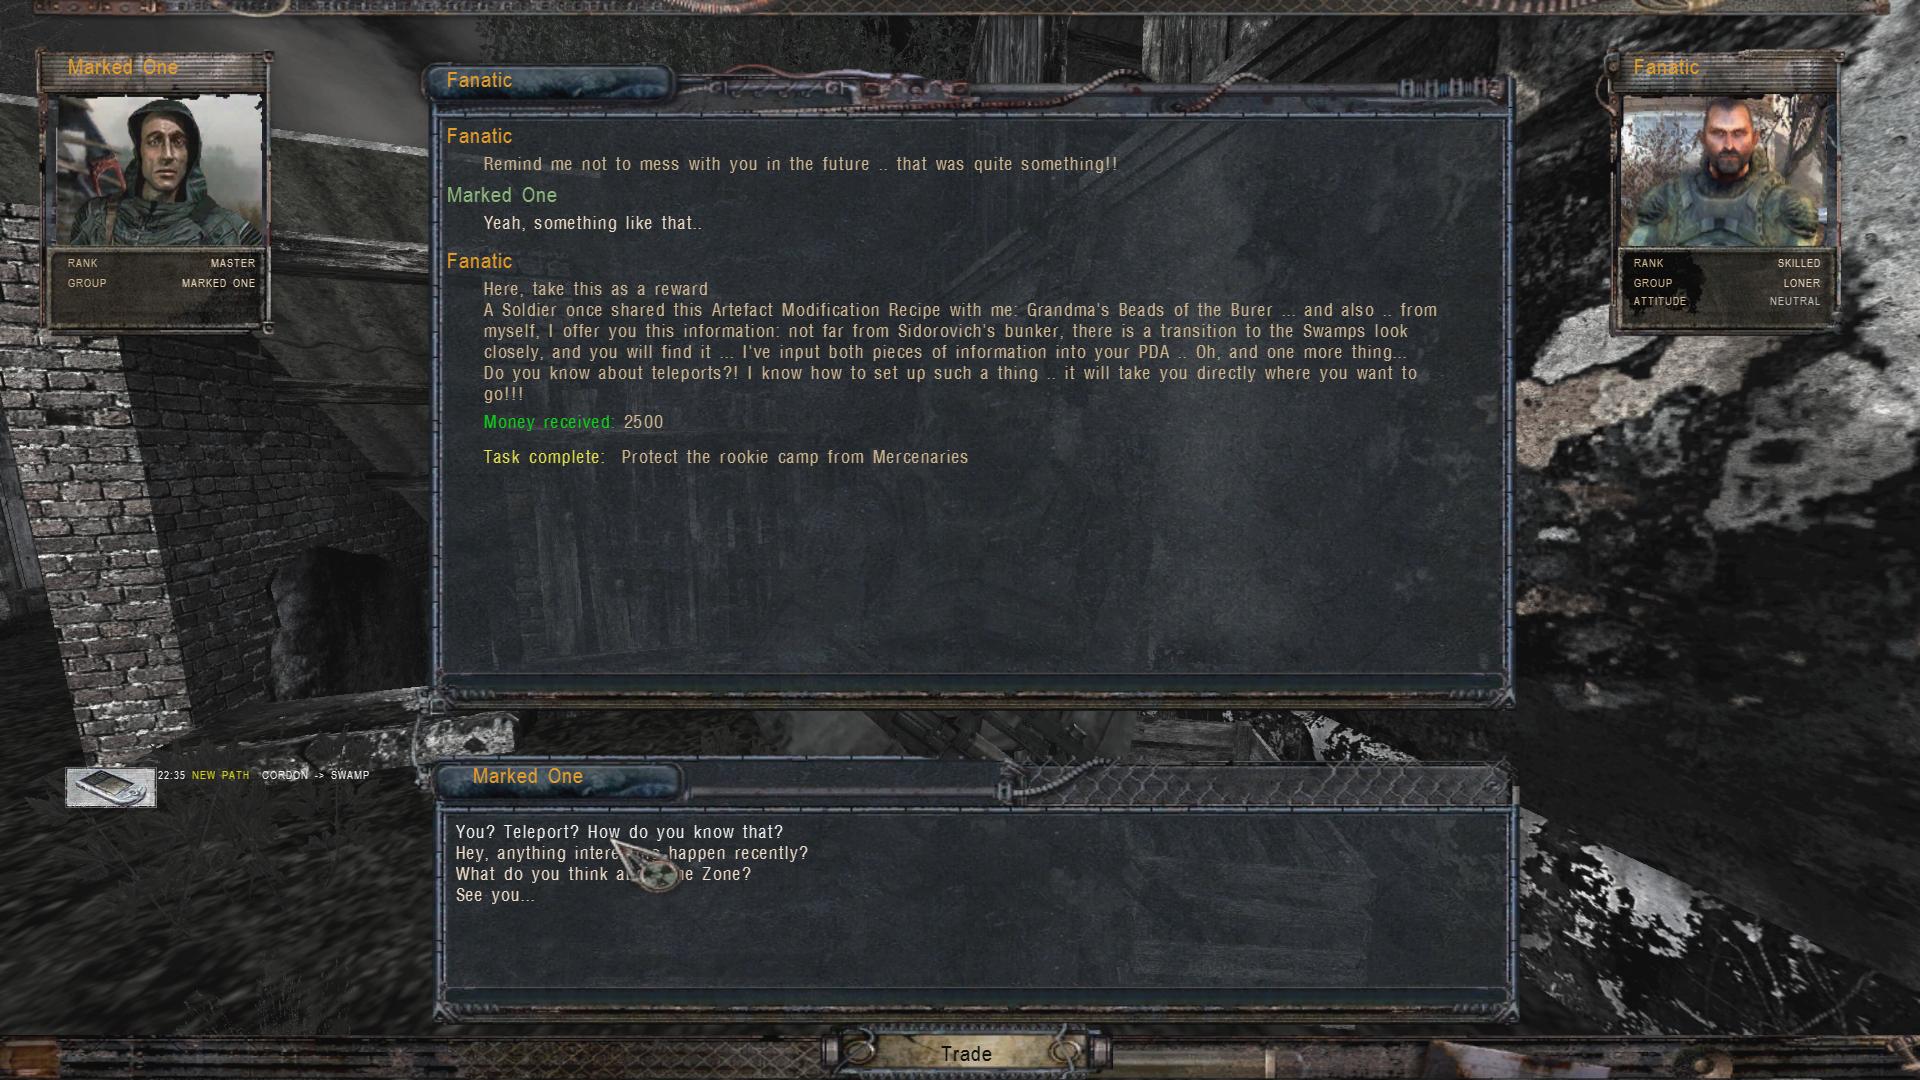 Marked One
RANK MASTER
GROUP MARKED ONE
Fanatic
Fanatic
Remind me not to mess with you in the future .. that was quite something!!
Marked One
Yeah, something like that..
Fanatic
Here, take this as a reward
A Soldier once shared this Artefact Modification Recipe with me: Grandma's Beads of the Burer ... and also .. from
myself, I offer you this information: not far from Sidorovich's bunker, there is a transition to the Swamps look
closely, and you will find it ... I've input both pieces of information into your PDA .. Oh, and one more thing...
Do you know about teleports?! I know how to set up such a thing .. it will take you directly where you want to
go!!!
Money received: 2500
Task complete: Protect the rookie camp from Mercenaries
Fanatic
RANK SKILLED
GROUP LONER
ATTITUDE NEUTRAL
22:35 NEW PATH CORDON -> SWAMP
Marked One
You? Teleport? How do you know that?
Hey, anything happen recently?
What do you think Zone?
See you...
Trade